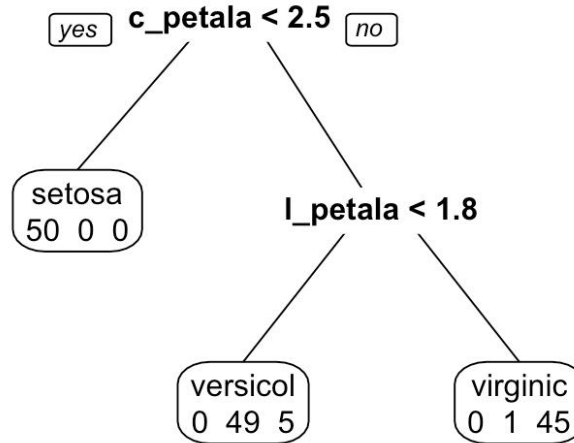 yes c_petala < 2.5 no
setosa
50 0 0
l_petala < 1.8
versicol
0 49 5
virginic
0 1 45